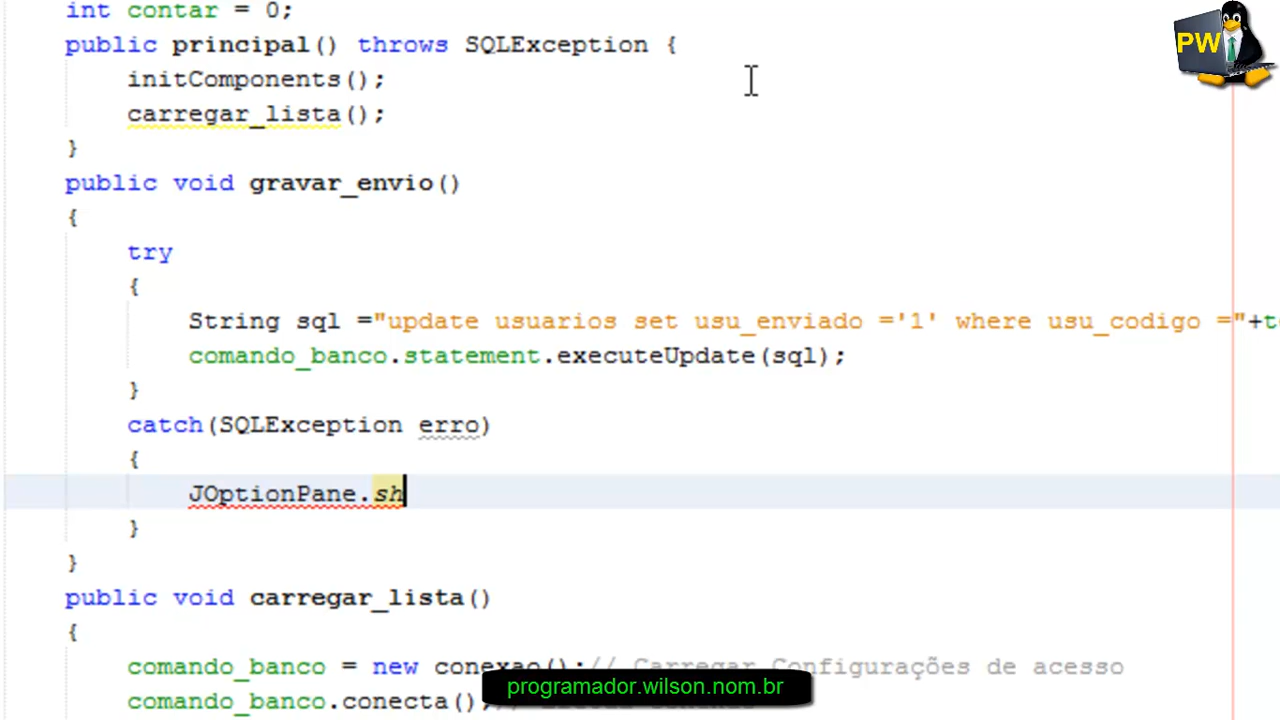 int contar = 0;
PW
public principal() throws SQLException {
initComponents();
carregar_lista();
}
public void gravar_envio()
{
try
{
String sql ="update usuarios set usu_enviado ='1' where usu_codigo ="+t
comando_banco.statement.executeUpdate(sql);
}
catch(SQLException erro)
{
JOptionPane.sh
}
}
public void carregar_lista()
{
comando_banco = new conexao();// Carregar Configurações de acesso
comando_banco.conecta();
programador.wilson.nom.br